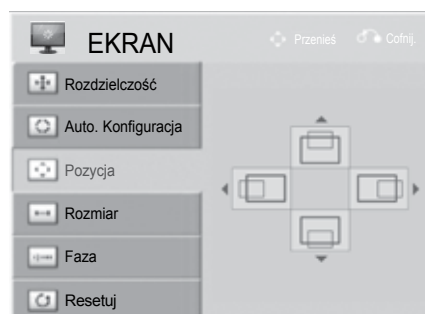 EKRAN
Przenieś Cofnij.
Rozdzielczość
Auto. Konfiguracja
Pozycja
Rozmiar
Faza
Resetuj